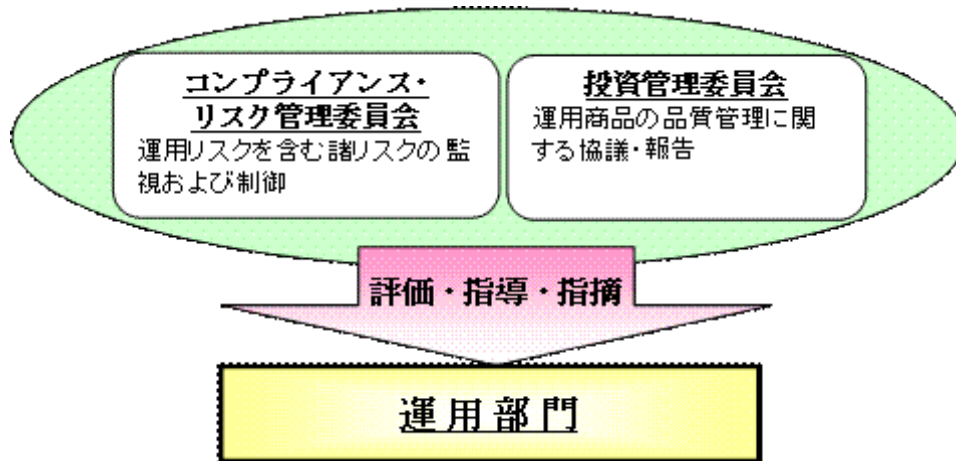 コンプライアンス・
リスク管理委員会
運用リスクを含む諸リスクの監
視および制御
投資管理委員会
運用商品の品質管理に関
する協議・報告
評価・指導・指摘
運用部門